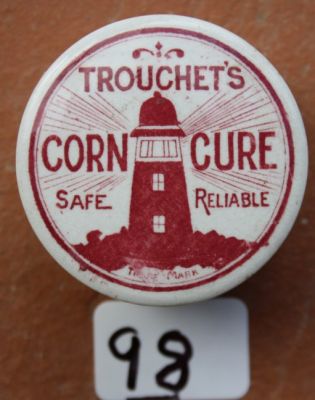 TROUCHET'S
CORN CURE
SAFE RELIABLE
TRADE MARK
98